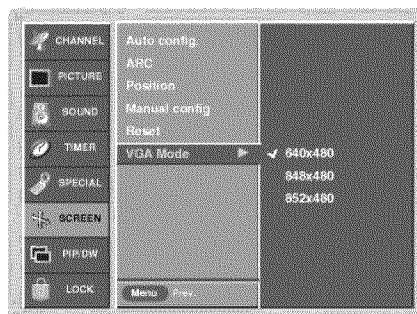 CHANNEL
PICTURE
SOUND
TIMER
SPECIAL
SCREEN
PIP/DW
LOCK
Auto config.
ARC
Position
Manual config
Reset
VGA Mode ▶
✓ 640x480
848x480
852x480
Menu Prev.